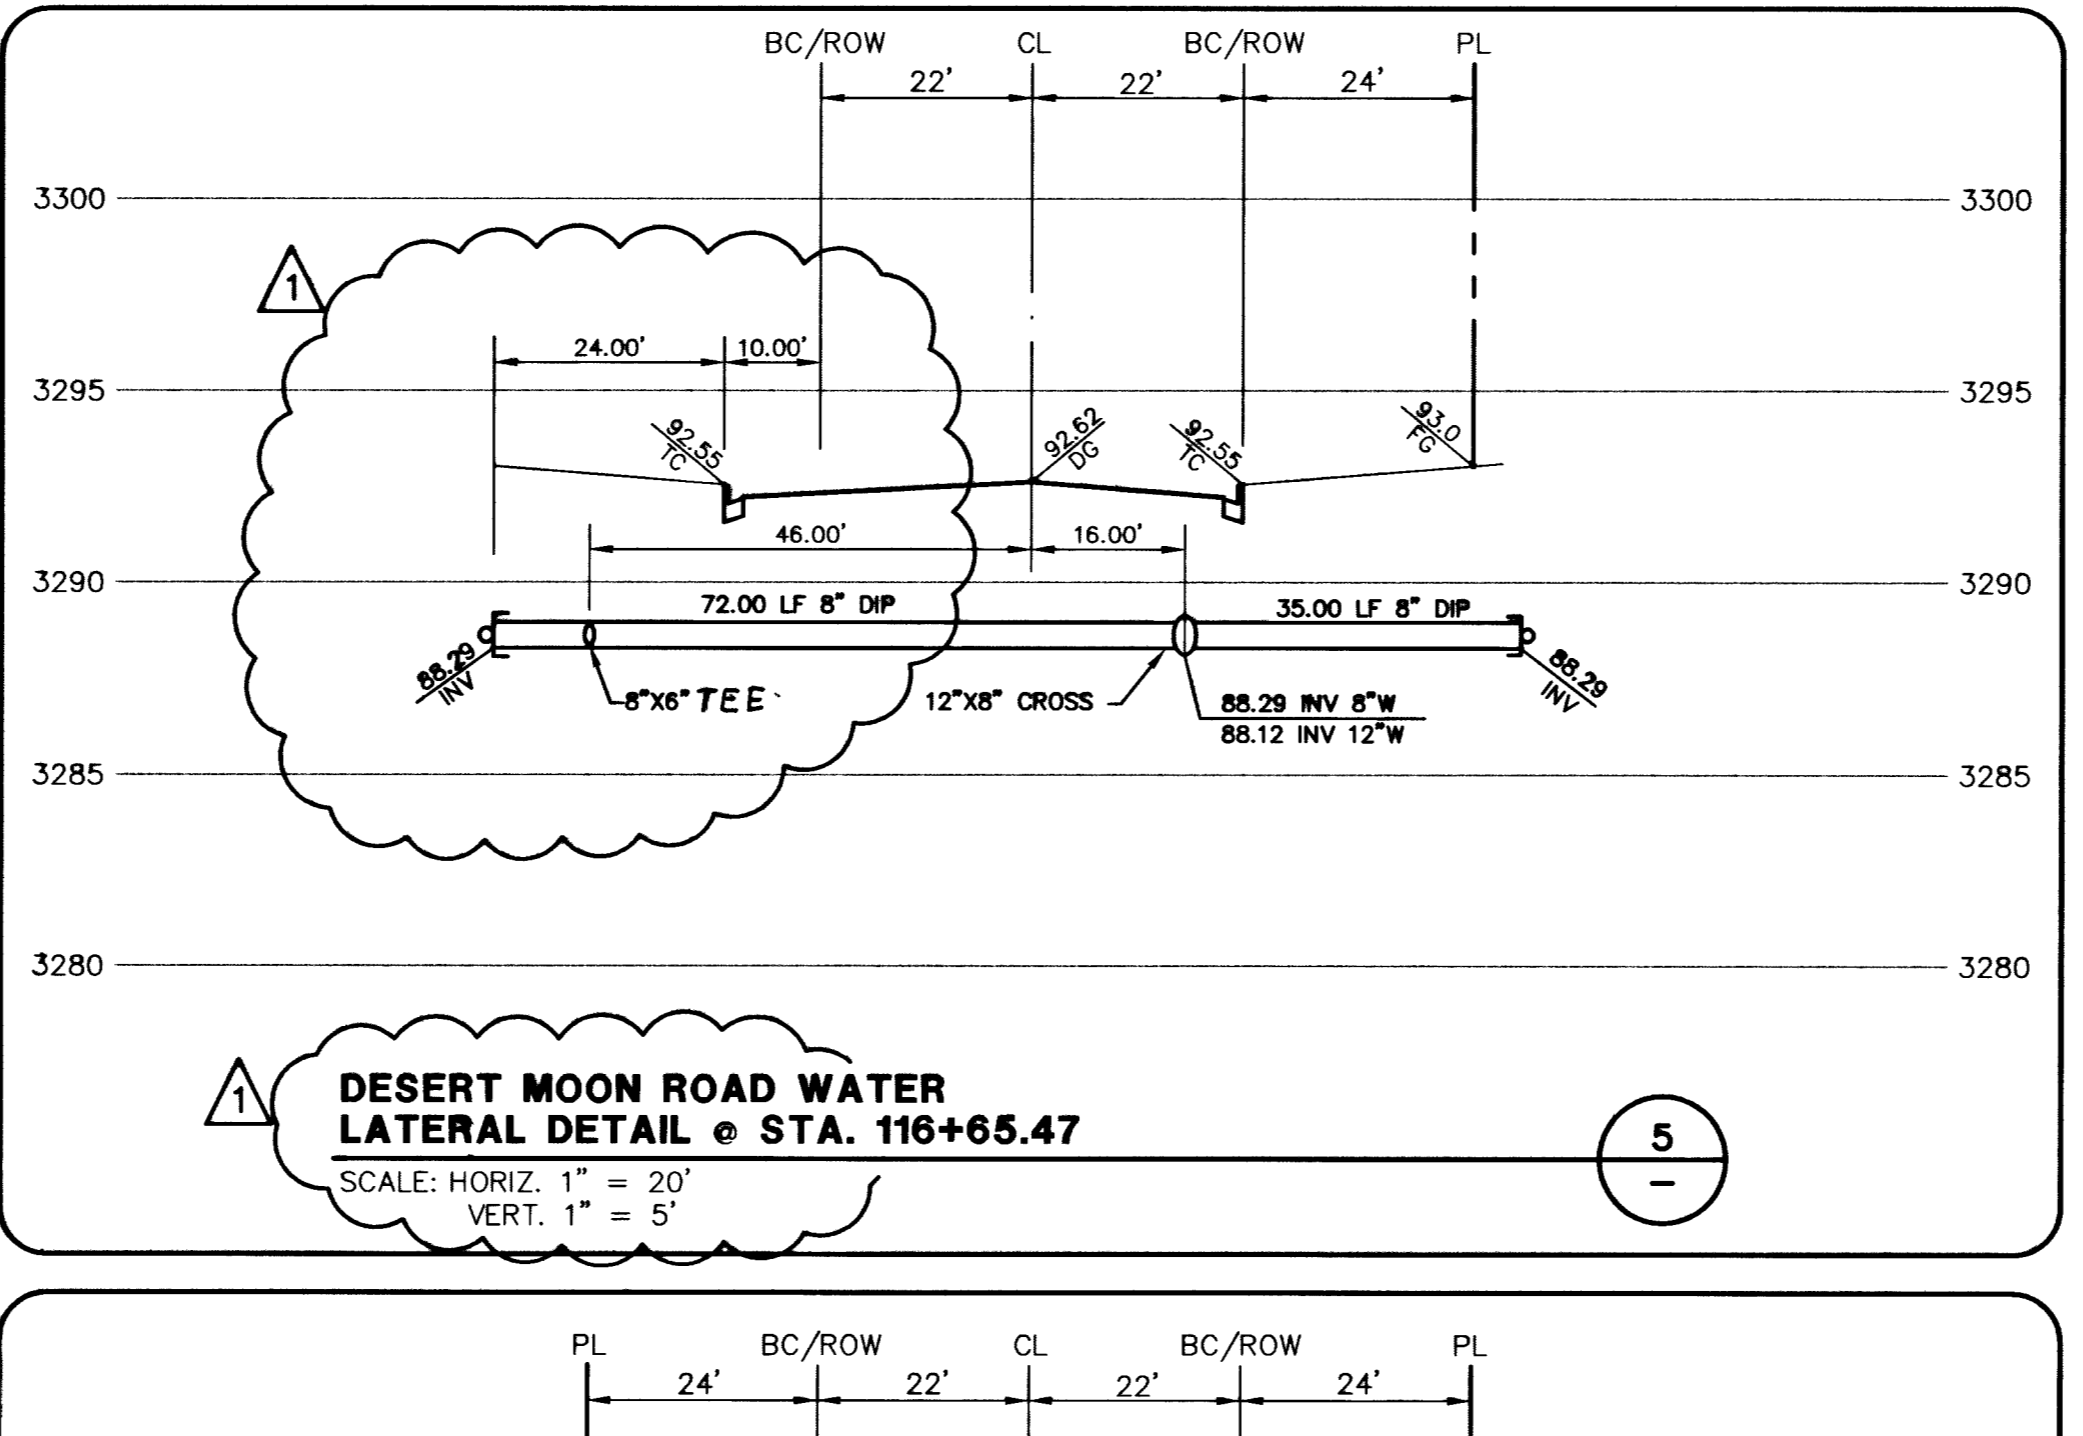 BC/ROW CL BC/ROW PL
22' 22' 24'
3300 3300
1
24.00' 10.00'
3295 3295
92.55 TC
92.62 DG
92.55 TC
93.0 FG
46.00' 16.00'
3290 3290
72.00 LF 8" DIP 35.00 LF 8" DIP
88.29 INV
8"X6" TEE
12"X8" CROSS
88.29 INV 8"W
88.12 INV 12"W
88.29 INV
3285 3285
3280 3280
1
DESERT MOON ROAD WATER
LATERAL DETAIL @ STA. 116+65.47
5
–
SCALE: HORIZ. 1" = 20'
VERT. 1" = 5'
PL BC/ROW CL BC/ROW PL
24' 22' 22' 24'